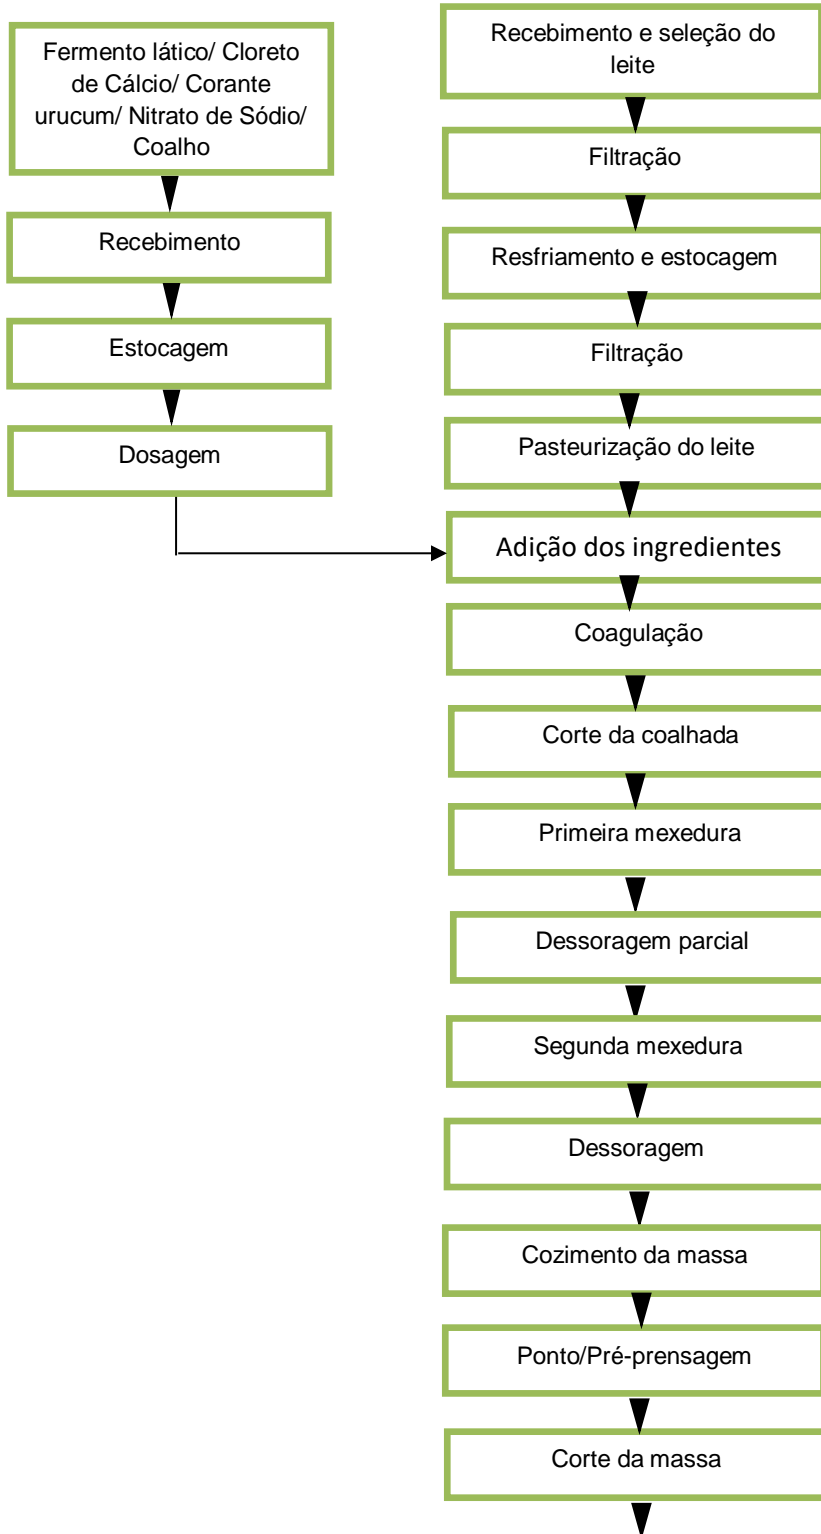 Fermento lático/ Cloreto
de Cálcio/ Corante
urucum/ Nitrato de Sódio/
Coalho
Recebimento
Estocagem
Dosagem
Recebimento e seleção do
leite
Filtração
Resfriamento e estocagem
Filtração
Pasteurização do leite
Adição dos ingredientes
Coagulação
Corte da coalhada
Primeira mexedura
Dessoragem parcial
Segunda mexedura
Dessoragem
Cozimento da massa
Ponto/Pré-prensagem
Corte da massa